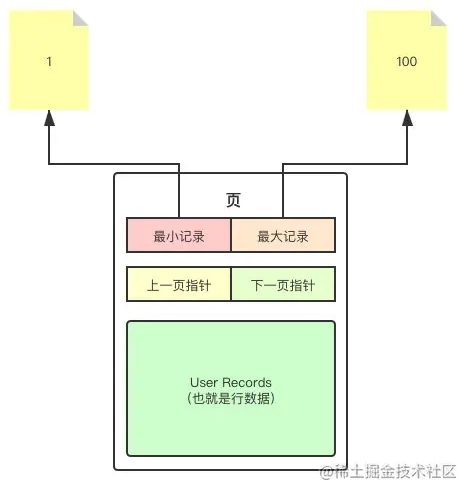 1
100
页
最小记录
最大记录
上一页指针
下一页指针
User Records
（也就是行数据）
@稀土掘金技术社区